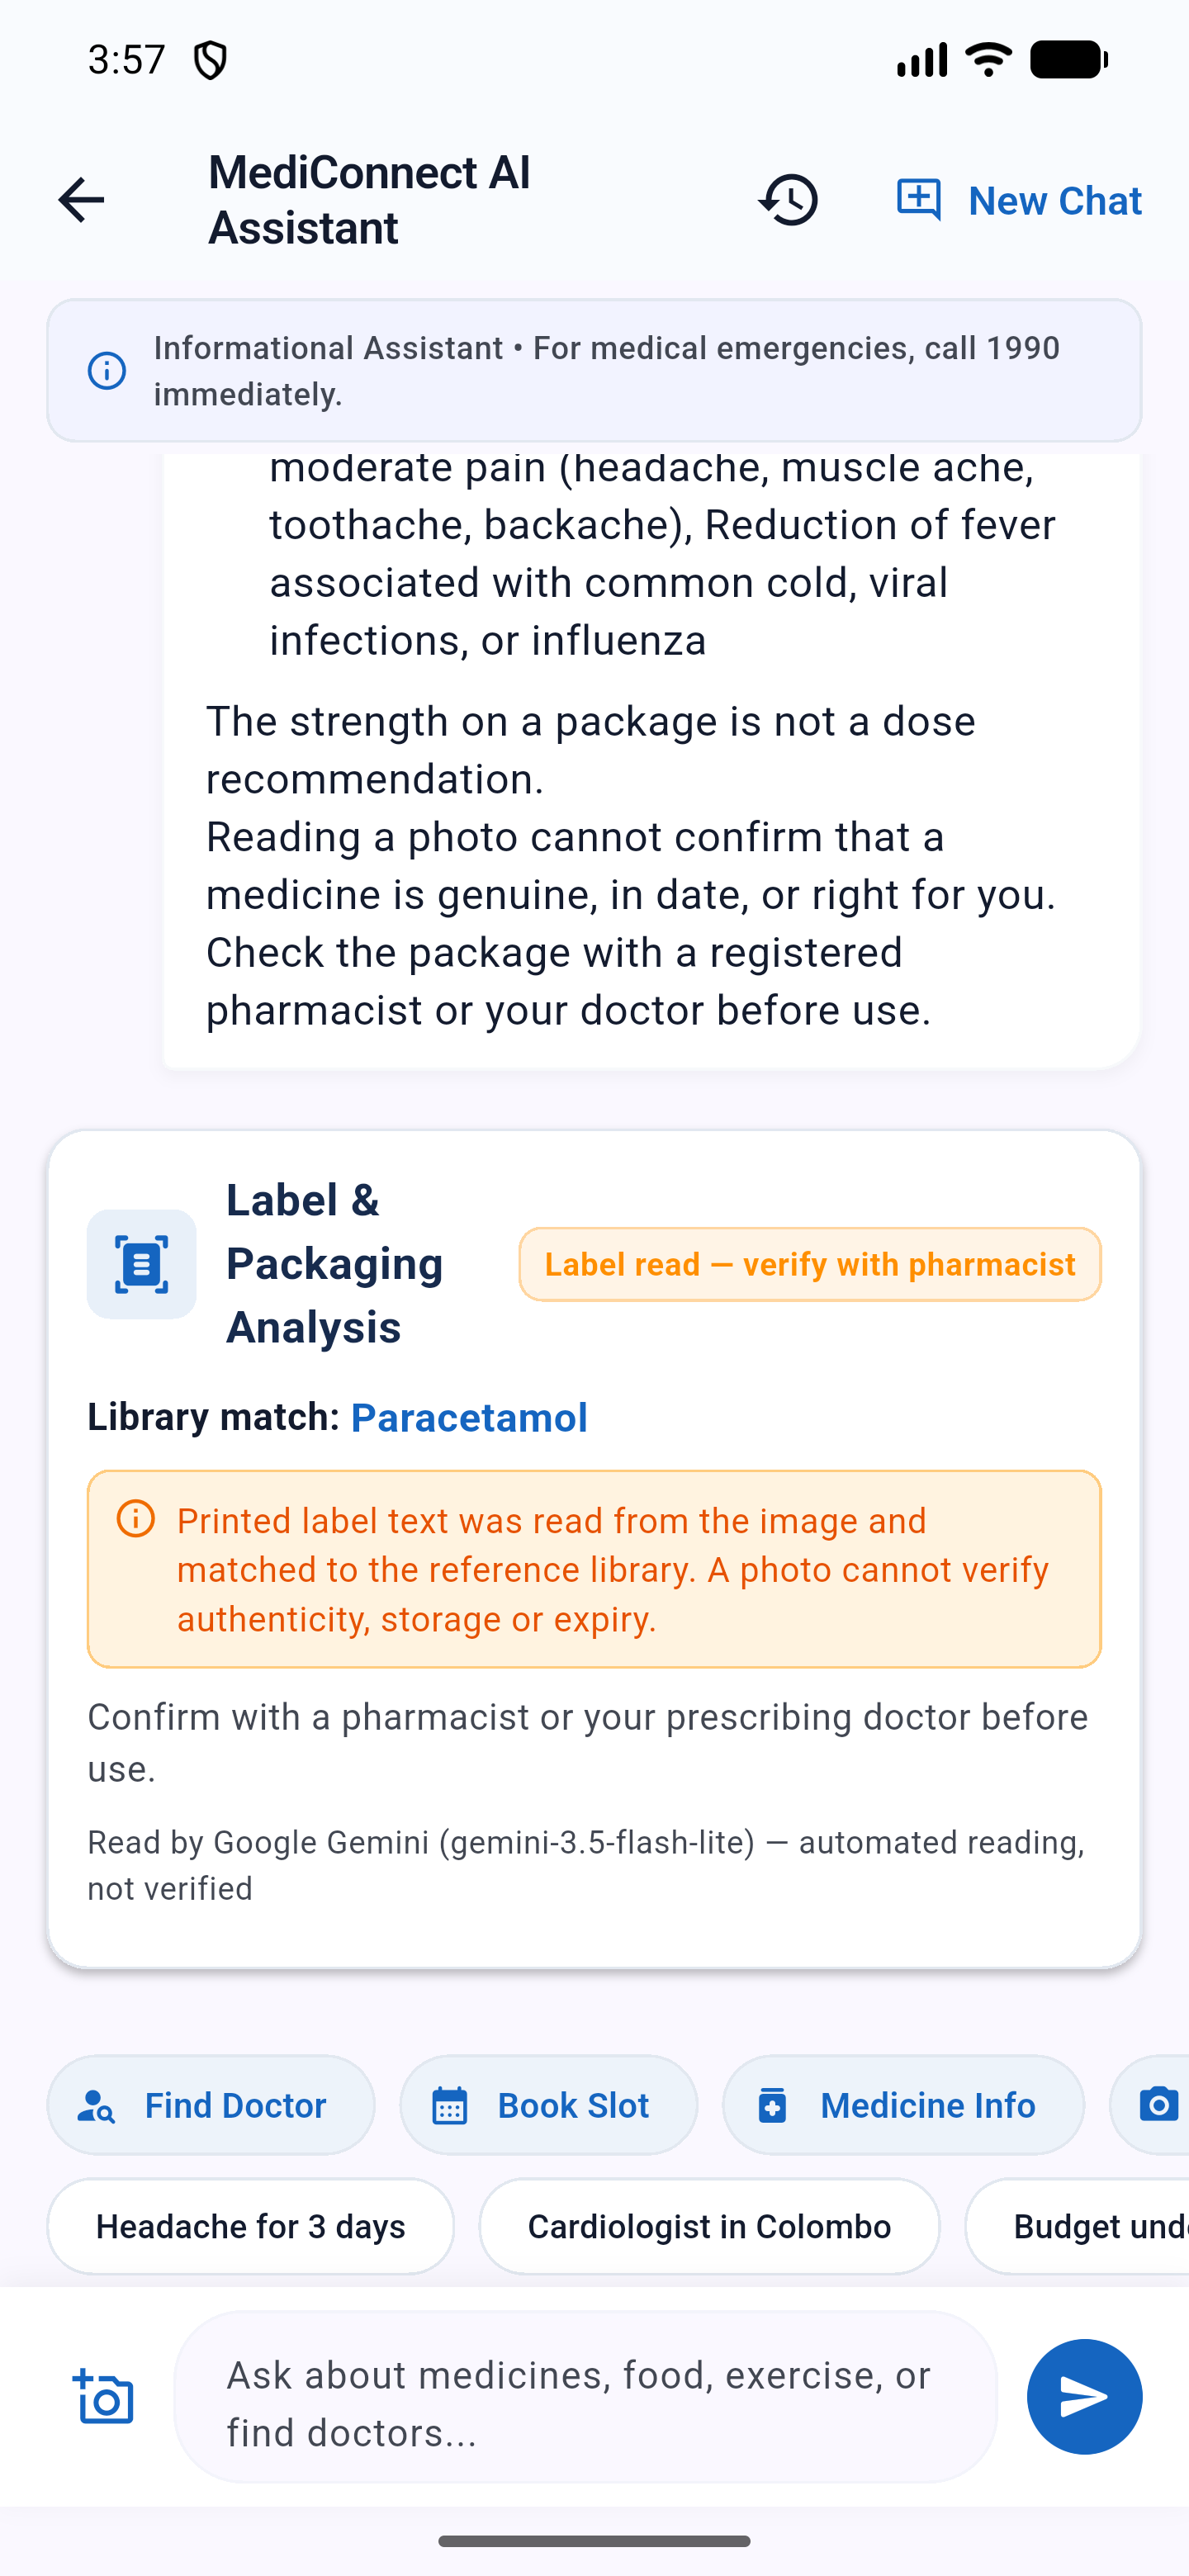 3:57
MediConnect AI
Assistant
New Chat
Informational Assistant • For medical emergencies, call 1990
immediately.
moderate pain (headache, muscle ache,
toothache, backache), Reduction of fever
associated with common cold, viral
infections, or influenza
The strength on a package is not a dose
recommendation.
Reading a photo cannot confirm that a
medicine is genuine, in date, or right for you.
Check the package with a registered
pharmacist or your doctor before use.
Label &
Packaging
Analysis
Label read — verify with pharmacist
Library match: Paracetamol
Printed label text was read from the image and
matched to the reference library. A photo cannot verify
authenticity, storage or expiry.
Confirm with a pharmacist or your prescribing doctor before
use.
Read by Google Gemini (gemini-3.5-flash-lite) — automated reading,
not verified
Find Doctor
Book Slot
Medicine Info
Headache for 3 days
Cardiologist in Colombo
Budget
Ask about medicines, food, exercise, or
find doctors...